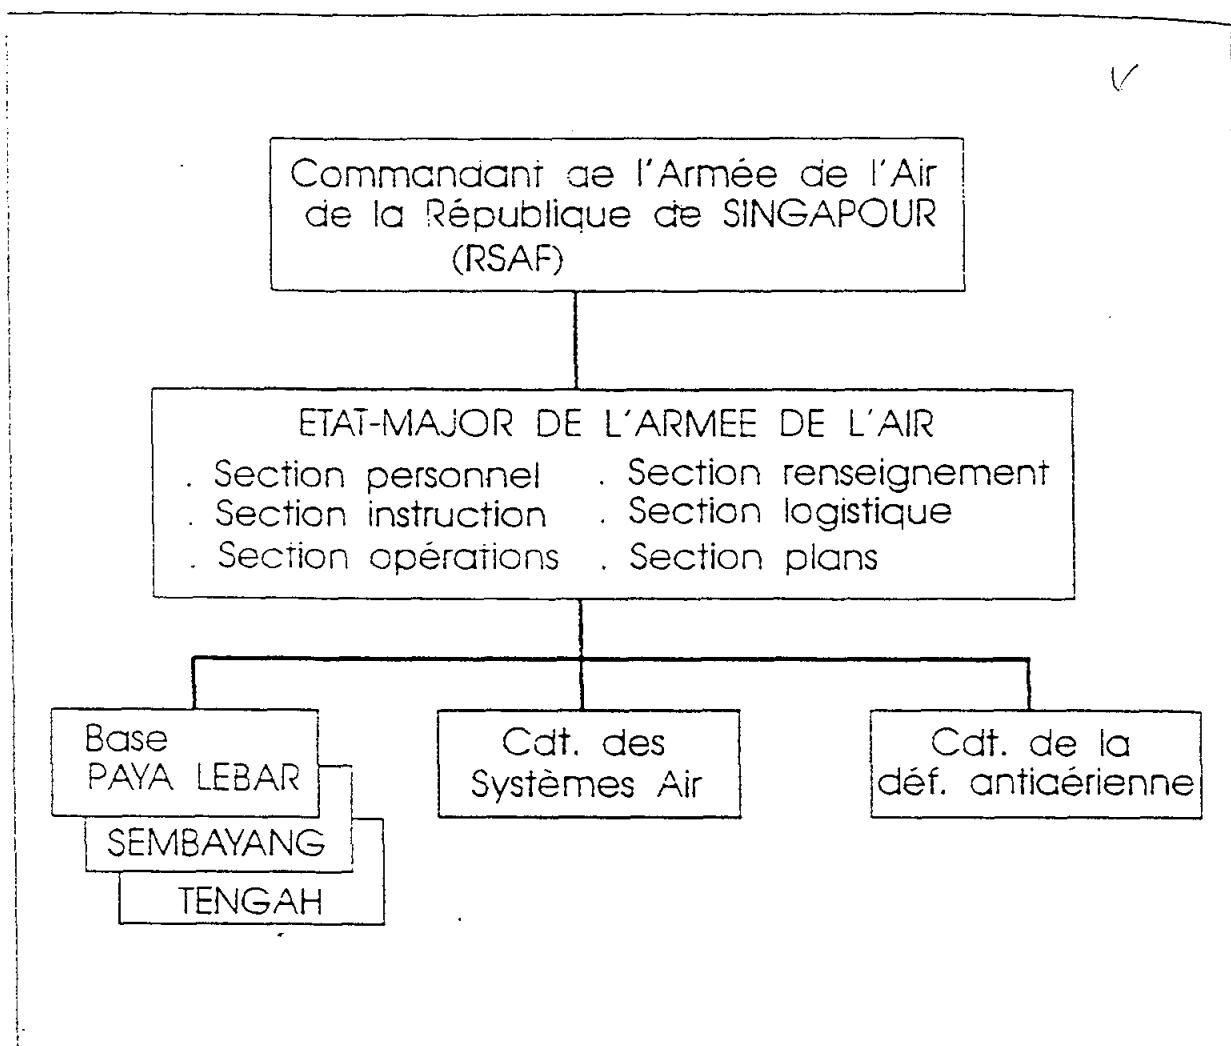 Commandant de l'Armée de l'Air
de la République de SINGAPOUR
(RSAF)
ETAT-MAJOR DE L'ARMEE DE L'AIR
. Section personnel
. Section instruction
. Section opérations
. Section renseignement
. Section logistique
. Section plans
Base
PAYA LEBAR
SEMBAYANG
TENGAH
Cdt. des
Systèmes Air
Cdt. de la
déf. antiaérienne